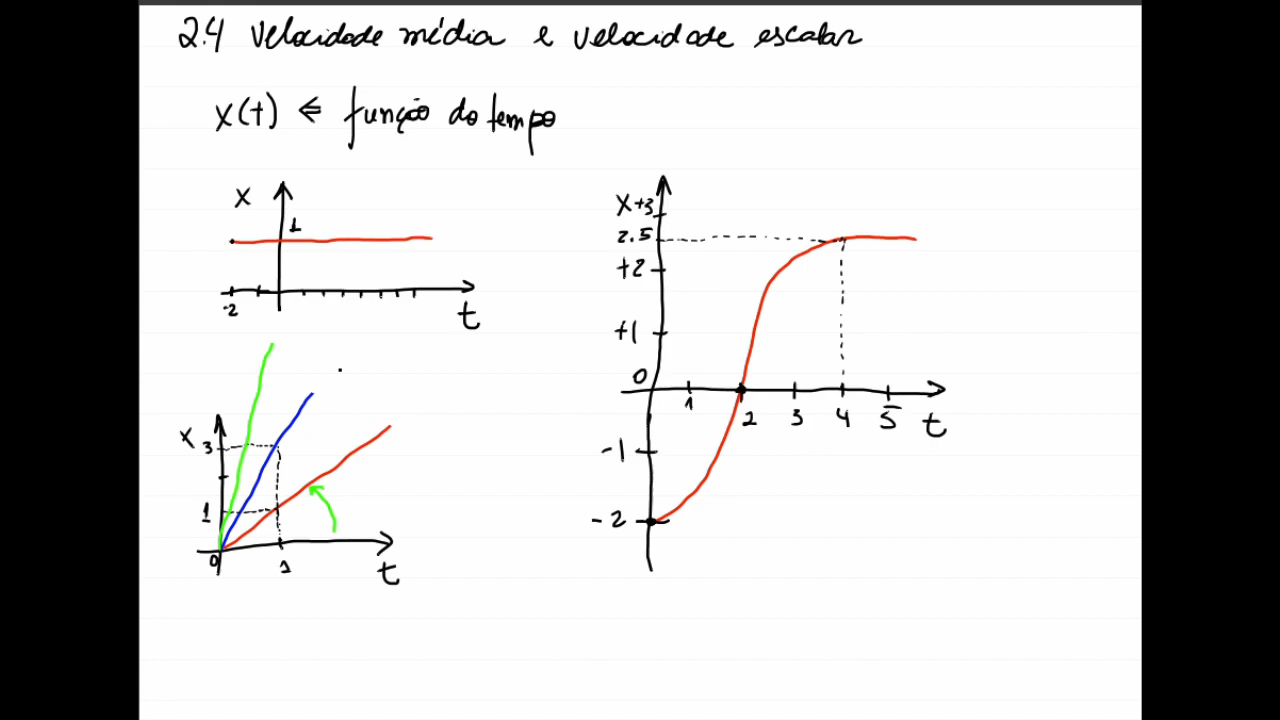 2.4 Velocidade média e velocidade escalar
x(t) ⇐ função do tempo
x
1
-2
t
x
3
1
0
1
t
x +3
2.5
+2
+1
0
1 2 3 4 5 t
-1
-2